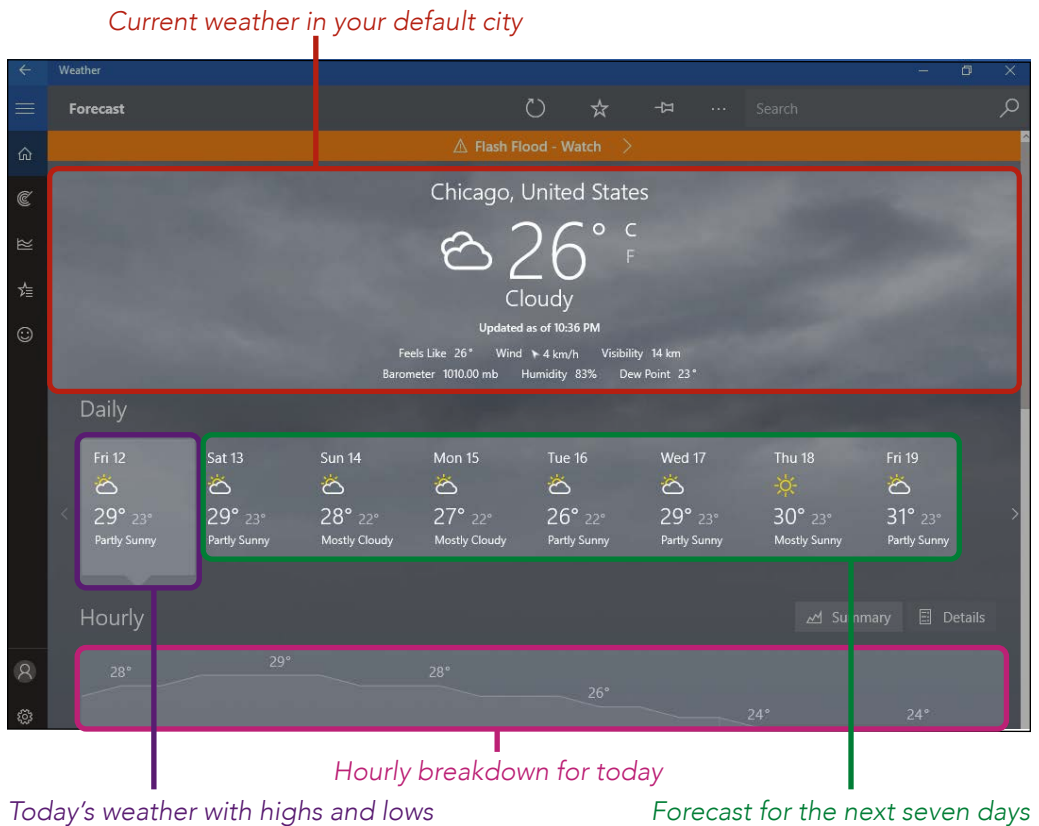 Current weather in your default city
Weather
Forecast
Search
Flash Flood - Watch
Chicago, United States
26° C
F
Cloudy
Updated as of 10:36 PM
Feels Like 26° Wind 4 km/h Visibility 14 km
Barometer 1010.00 mb Humidity 83% Dew Point 23°
Daily
Fri 12 Sat 13 Sun 14 Mon 15 Tue 16 Wed 17 Thu 18 Fri 19
29° 23° 29° 23° 28° 22° 27° 22° 26° 22° 29° 23° 30° 23° 31° 23°
Partly Sunny Partly Sunny Mostly Cloudy Mostly Cloudy Partly Sunny Partly Sunny Mostly Sunny Partly Sunny
Hourly
Summary Details
28° 29° 28° 26° 24° 24°
Hourly breakdown for today
Today's weather with highs and lows
Forecast for the next seven days